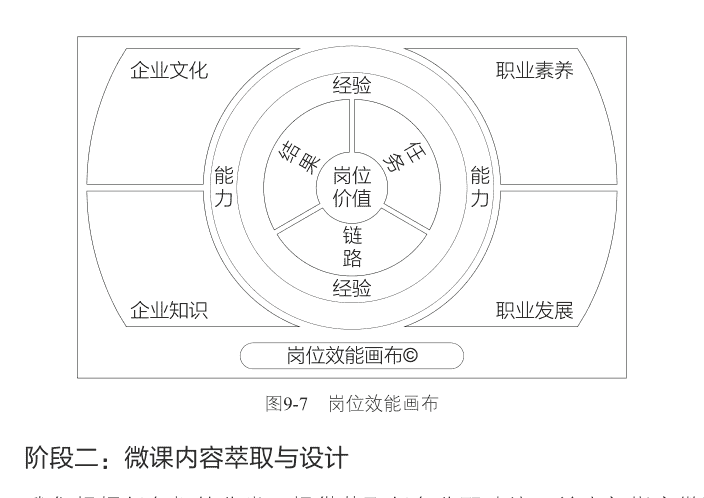 企业文化
职业素养
经验
结果
任务
能力
岗位价值
能力
链路
经验
企业知识
职业发展
岗位效能画布©
图9-7 岗位效能画布
阶段二：微课内容萃取与设计